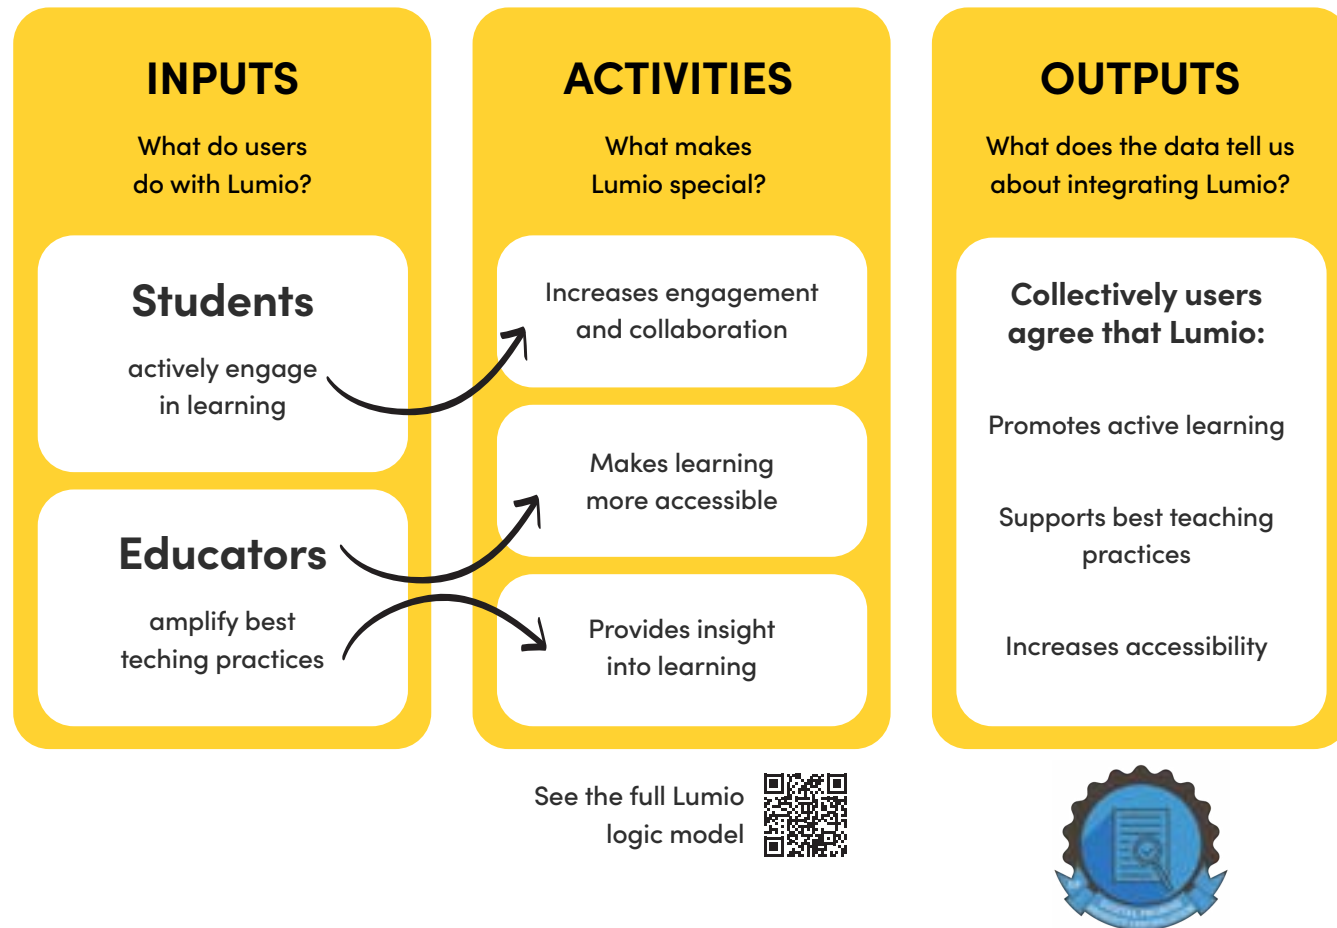 INPUTS
What do users
do with Lumio?
Students
actively engage
in learning
Educators
amplify best
teching practices
ACTIVITIES
What makes
Lumio special?
Increases engagement
and collaboration
Makes learning
more accessible
Provides insight
into learning
OUTPUTS
What does the data tell us
about integrating Lumio?
Collectively users
agree that Lumio:
Promotes active learning
Supports best teaching
practices
Increases accessibility
See the full Lumio
logic model